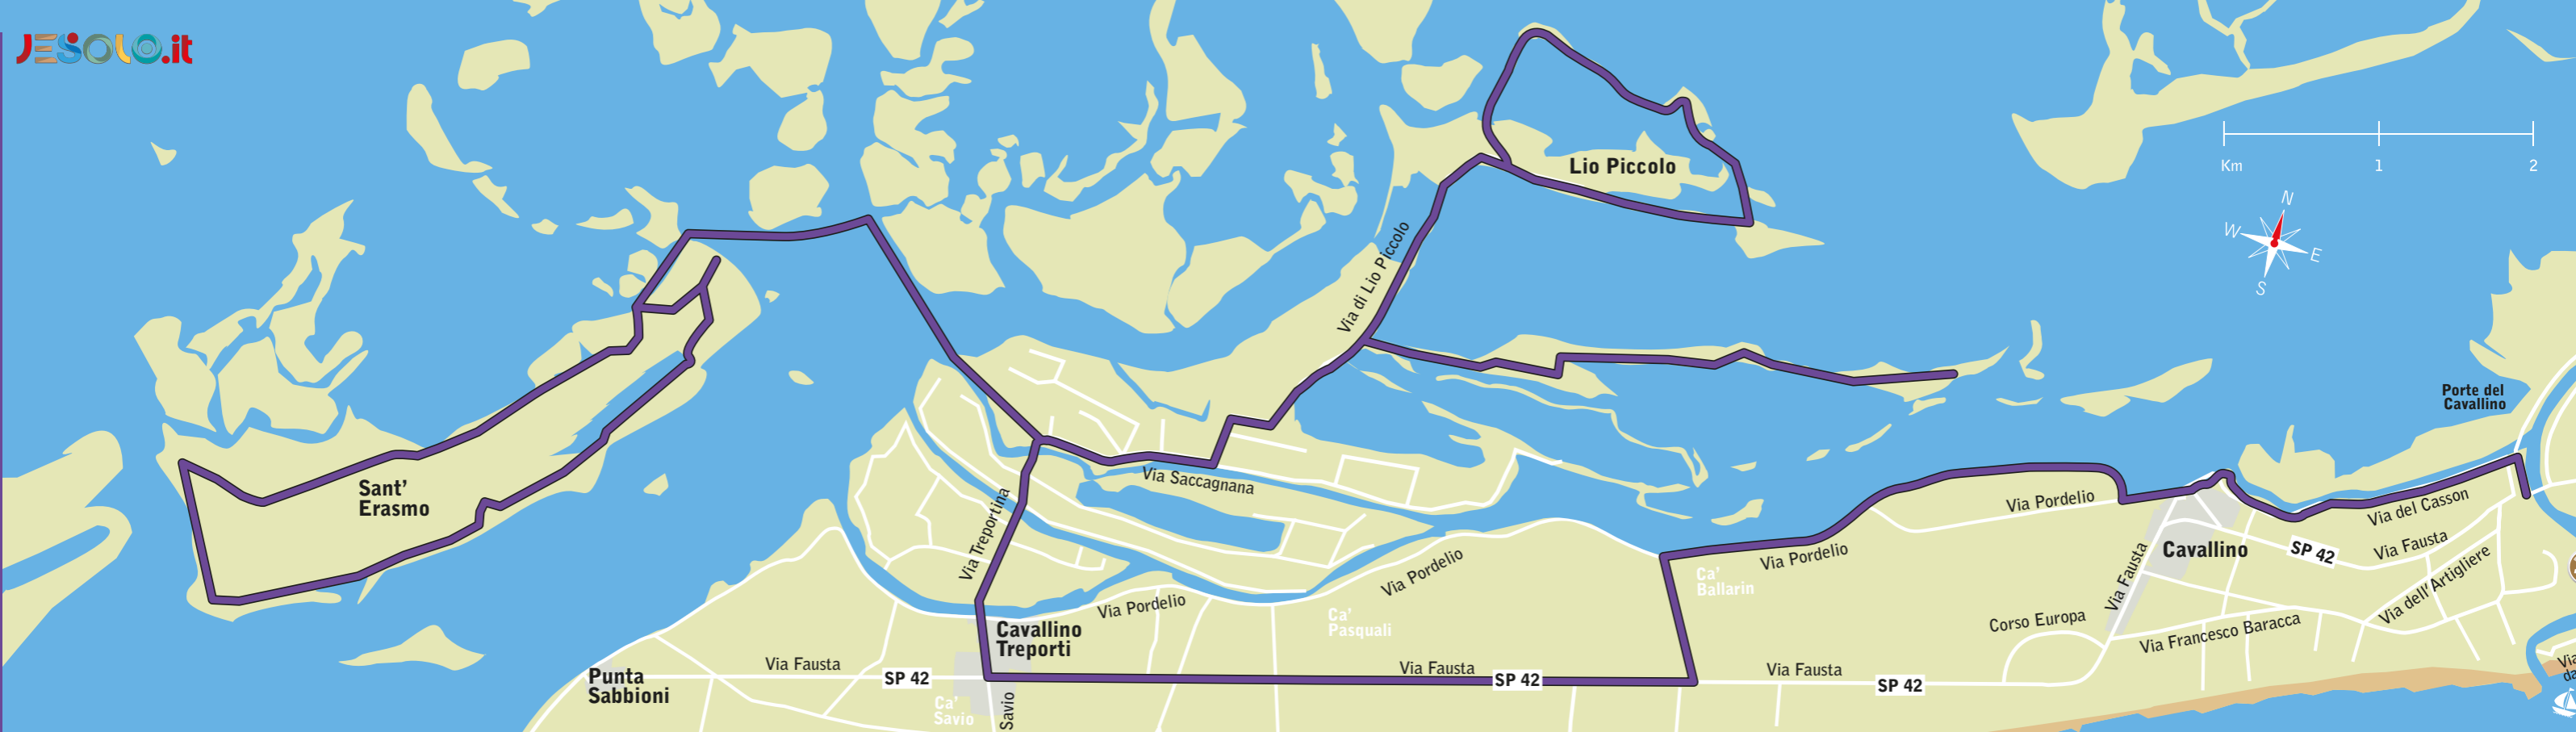 JESOLO.it
Km 1 2
N
W
E
S
Lio Piccolo
Via di Lio Piccolo
Porte del
Cavallino
Sant'
Erasmo
Via Saccagnana
Via Treportina
Via Pordelio
Via Pordelio
Via Pordelio
Via Pordelio
Via del Casson
Cavallino
SP 42
Via Fausta
Via Fausta
Via dell'Artigliere
Ca'
Ballarin
Ca'
Pasquali
Corso Europa
Via Francesco Baracca
Cavallino
Treporti
Punta
Sabbioni
Via Fausta
SP 42
Via Fausta
SP 42
Via Fausta
SP 42
Ca'
Savio
Savio
Via
da